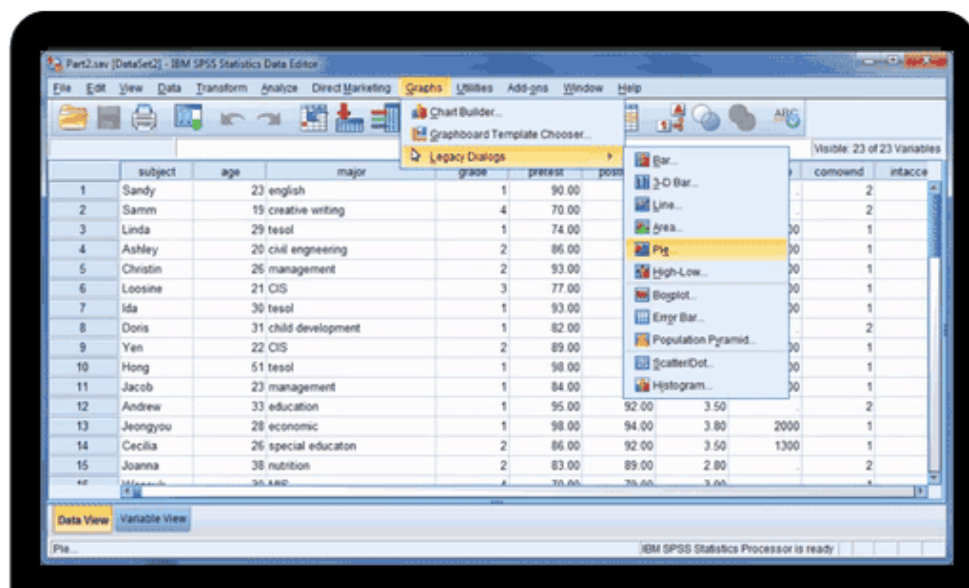 Part2.sav [DataSet2] - IBM SPSS Statistics Data Editor
File Edit View Data Transform Analyze Direct Marketing Graphs Utilities Add-ons Window Help
Chart Builder...
Graphboard Template Chooser...
Legacy Dialogs
Visible: 23 of 23 Variables
Bar...
3-D Bar...
Line...
Area...
Pie...
High-Low...
Boxplot...
Error Bar...
Population Pyramid...
Scatter/Dot...
Histogram...
subject age major grade pretest comownd intacce
1 Sandy 23 english 1 90.00 2
2 Samm 19 creative writing 4 70.00 . 2
3 Linda 29 tesol 1 74.00 1
4 Ashley 20 civil engneering 2 86.00 1
5 Christin 26 management 2 93.00 1
6 Loosine 21 CIS 3 77.00 1
7 Ida 30 tesol 1 93.00 1
8 Doris 31 child development 1 82.00 . 2
9 Yen 22 CIS 2 89.00 1
10 Hong 51 tesol 1 98.00 1
11 Jacob 23 management 1 84.00 1
12 Andrew 33 education 1 95.00 92.00 3.50 . 2
13 Jeongyou 28 economic 1 98.00 94.00 3.80 2000 1
14 Cecilia 26 special educaton 2 86.00 92.00 3.50 1300 1
15 Joanna 38 nutrition 2 83.00 89.00 2.80 . 2
Data View Variable View
Pie...
IBM SPSS Statistics Processor is ready